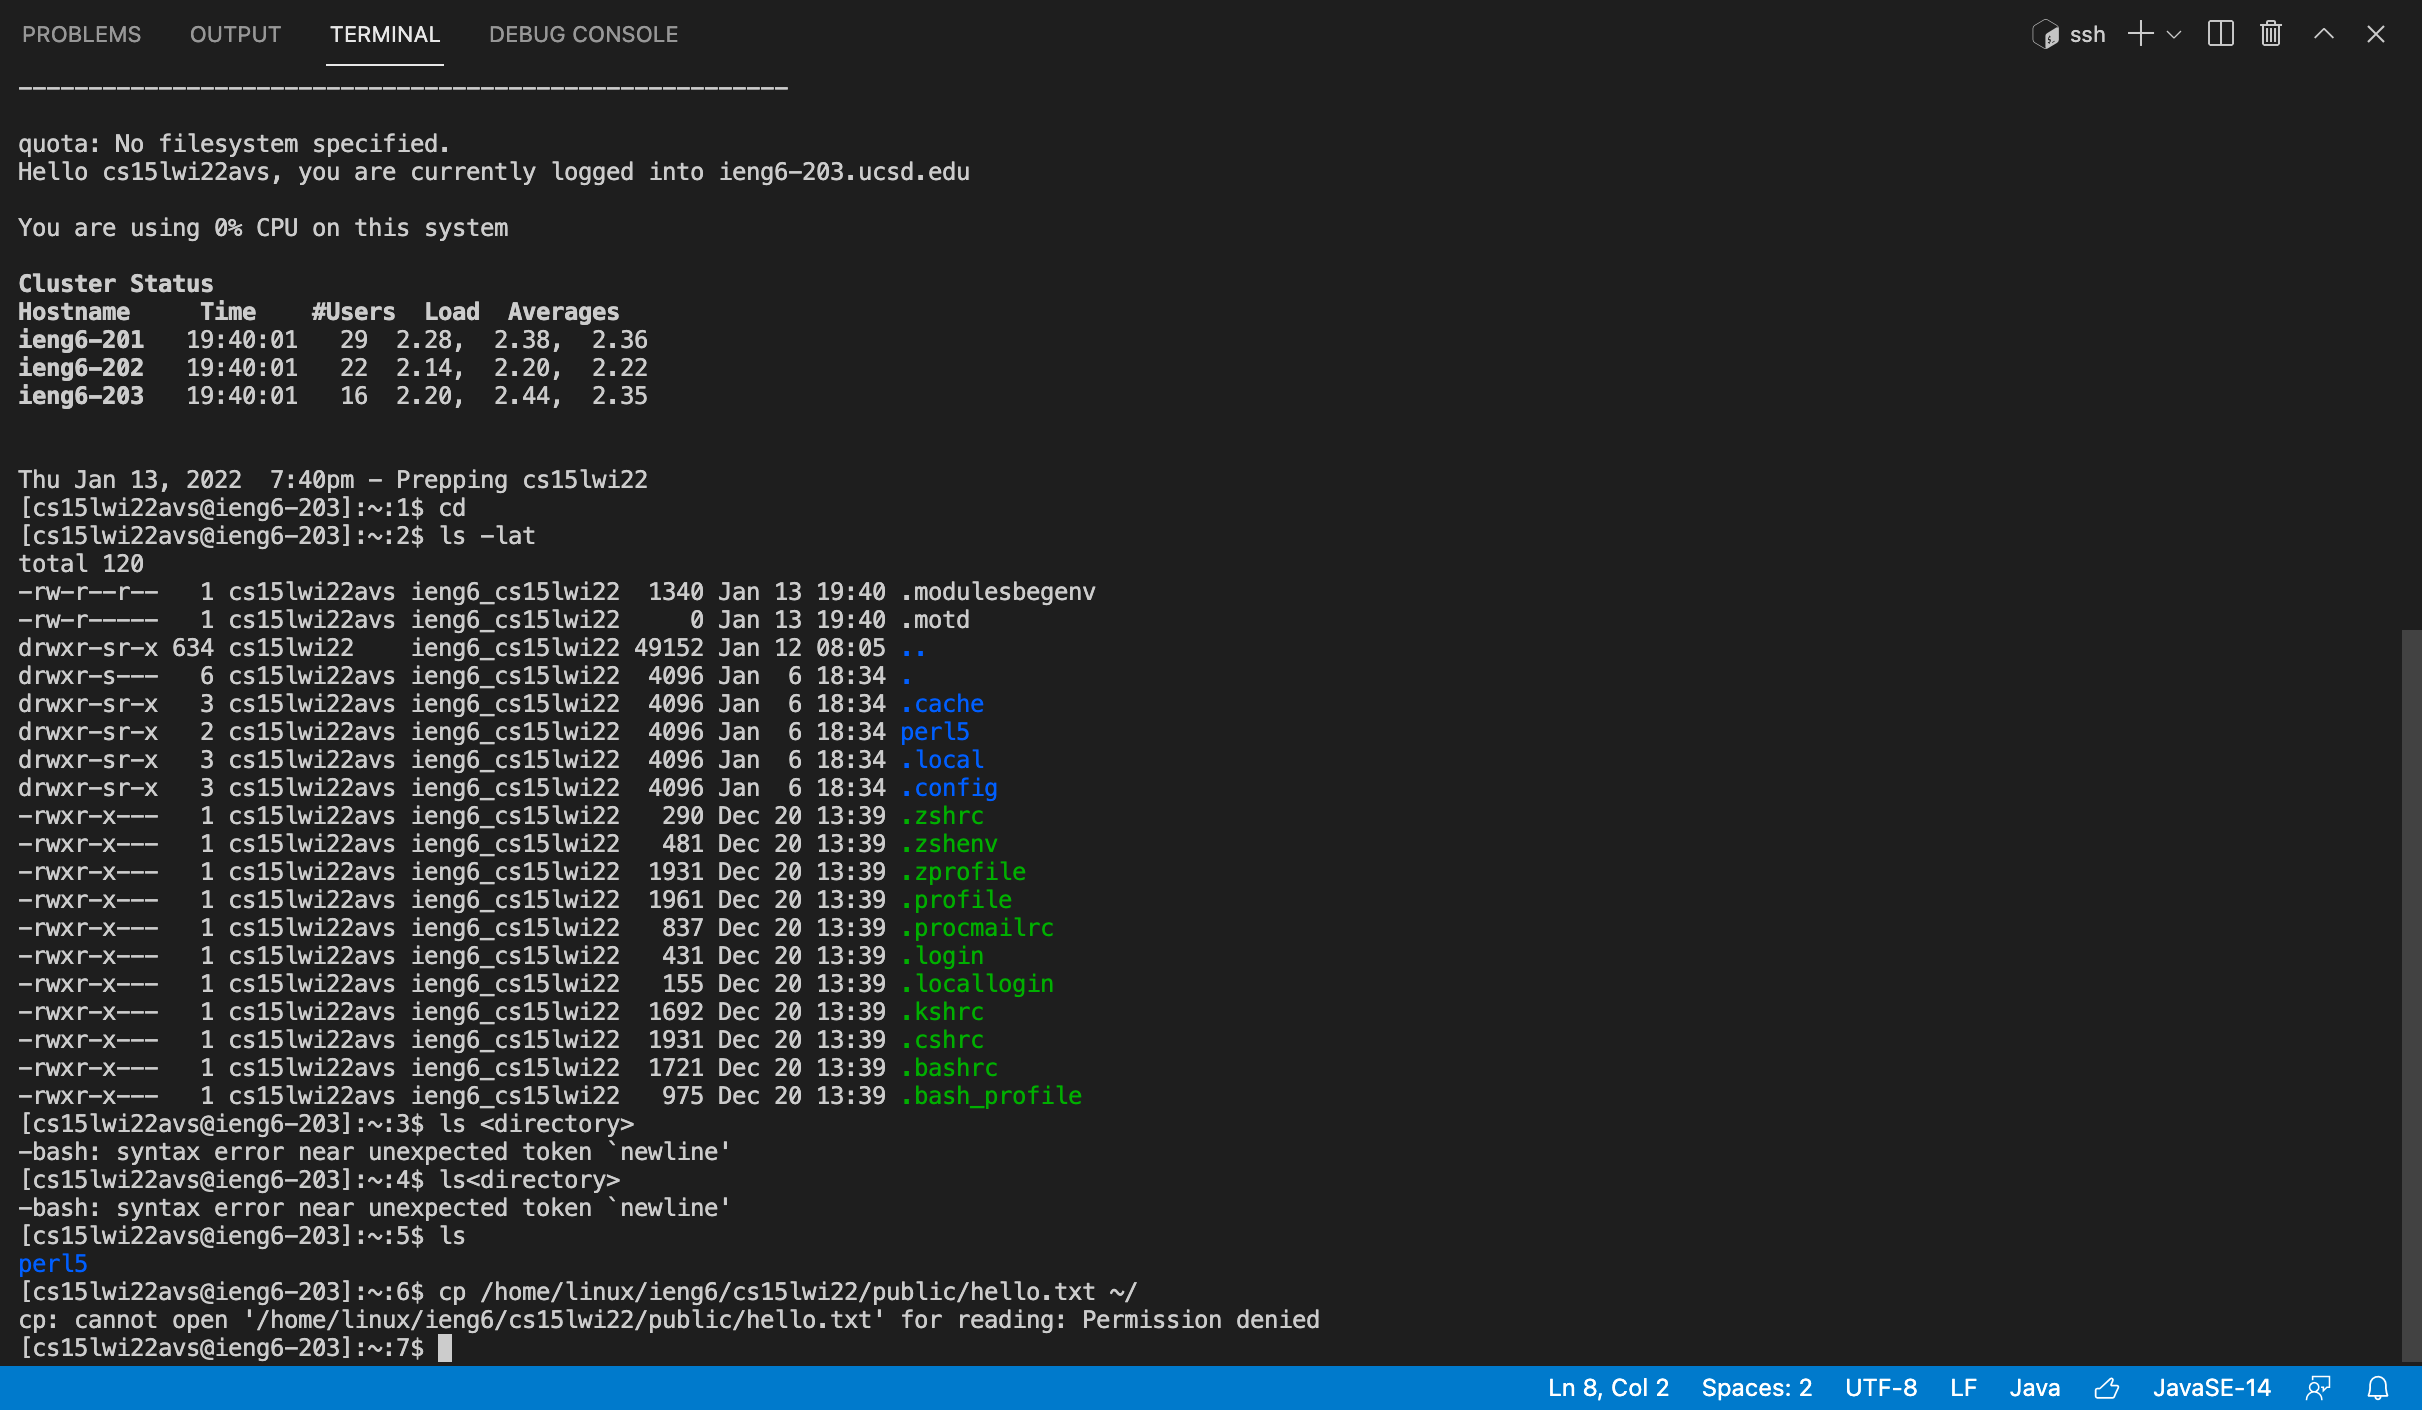 PROBLEMS OUTPUT TERMINAL DEBUG CONSOLE ssh
-------------------------------------------------------
quota: No filesystem specified.
Hello cs15lwi22avs, you are currently logged into ieng6-203.ucsd.edu
You are using 0% CPU on this system
Cluster Status
Hostname     Time    #Users  Load  Averages
ieng6-201   19:40:01   29  2.28,  2.38,  2.36
ieng6-202   19:40:01   22  2.14,  2.20,  2.22
ieng6-203   19:40:01   16  2.20,  2.44,  2.35
Thu Jan 13, 2022  7:40pm - Prepping cs15lwi22
[cs15lwi22avs@ieng6-203]:~:1$ cd
[cs15lwi22avs@ieng6-203]:~:2$ ls -lat
total 120
-rw-r--r--   1 cs15lwi22avs ieng6_cs15lwi22  1340 Jan 13 19:40 .modulesbegenv
-rw-r-----   1 cs15lwi22avs ieng6_cs15lwi22     0 Jan 13 19:40 .motd
drwxr-sr-x 634 cs15lwi22    ieng6_cs15lwi22 49152 Jan 12 08:05 ..
drwxr-s---   6 cs15lwi22avs ieng6_cs15lwi22  4096 Jan  6 18:34 .
drwxr-sr-x   3 cs15lwi22avs ieng6_cs15lwi22  4096 Jan  6 18:34 .cache
drwxr-sr-x   2 cs15lwi22avs ieng6_cs15lwi22  4096 Jan  6 18:34 perl5
drwxr-sr-x   3 cs15lwi22avs ieng6_cs15lwi22  4096 Jan  6 18:34 .local
drwxr-sr-x   3 cs15lwi22avs ieng6_cs15lwi22  4096 Jan  6 18:34 .config
-rwxr-x---   1 cs15lwi22avs ieng6_cs15lwi22   290 Dec 20 13:39 .zshrc
-rwxr-x---   1 cs15lwi22avs ieng6_cs15lwi22   481 Dec 20 13:39 .zshenv
-rwxr-x---   1 cs15lwi22avs ieng6_cs15lwi22  1931 Dec 20 13:39 .zprofile
-rwxr-x---   1 cs15lwi22avs ieng6_cs15lwi22  1961 Dec 20 13:39 .profile
-rwxr-x---   1 cs15lwi22avs ieng6_cs15lwi22   837 Dec 20 13:39 .procmailrc
-rwxr-x---   1 cs15lwi22avs ieng6_cs15lwi22   431 Dec 20 13:39 .login
-rwxr-x---   1 cs15lwi22avs ieng6_cs15lwi22   155 Dec 20 13:39 .locallogin
-rwxr-x---   1 cs15lwi22avs ieng6_cs15lwi22  1692 Dec 20 13:39 .kshrc
-rwxr-x---   1 cs15lwi22avs ieng6_cs15lwi22  1931 Dec 20 13:39 .cshrc
-rwxr-x---   1 cs15lwi22avs ieng6_cs15lwi22  1721 Dec 20 13:39 .bashrc
-rwxr-x---   1 cs15lwi22avs ieng6_cs15lwi22   975 Dec 20 13:39 .bash_profile
[cs15lwi22avs@ieng6-203]:~:3$ ls <directory>
-bash: syntax error near unexpected token `newline'
[cs15lwi22avs@ieng6-203]:~:4$ ls<directory>
-bash: syntax error near unexpected token `newline'
[cs15lwi22avs@ieng6-203]:~:5$ ls
perl5
[cs15lwi22avs@ieng6-203]:~:6$ cp /home/linux/ieng6/cs15lwi22/public/hello.txt ~/
cp: cannot open '/home/linux/ieng6/cs15lwi22/public/hello.txt' for reading: Permission denied
[cs15lwi22avs@ieng6-203]:~:7$
Ln 8, Col 2 Spaces: 2 UTF-8 LF Java JavaSE-14